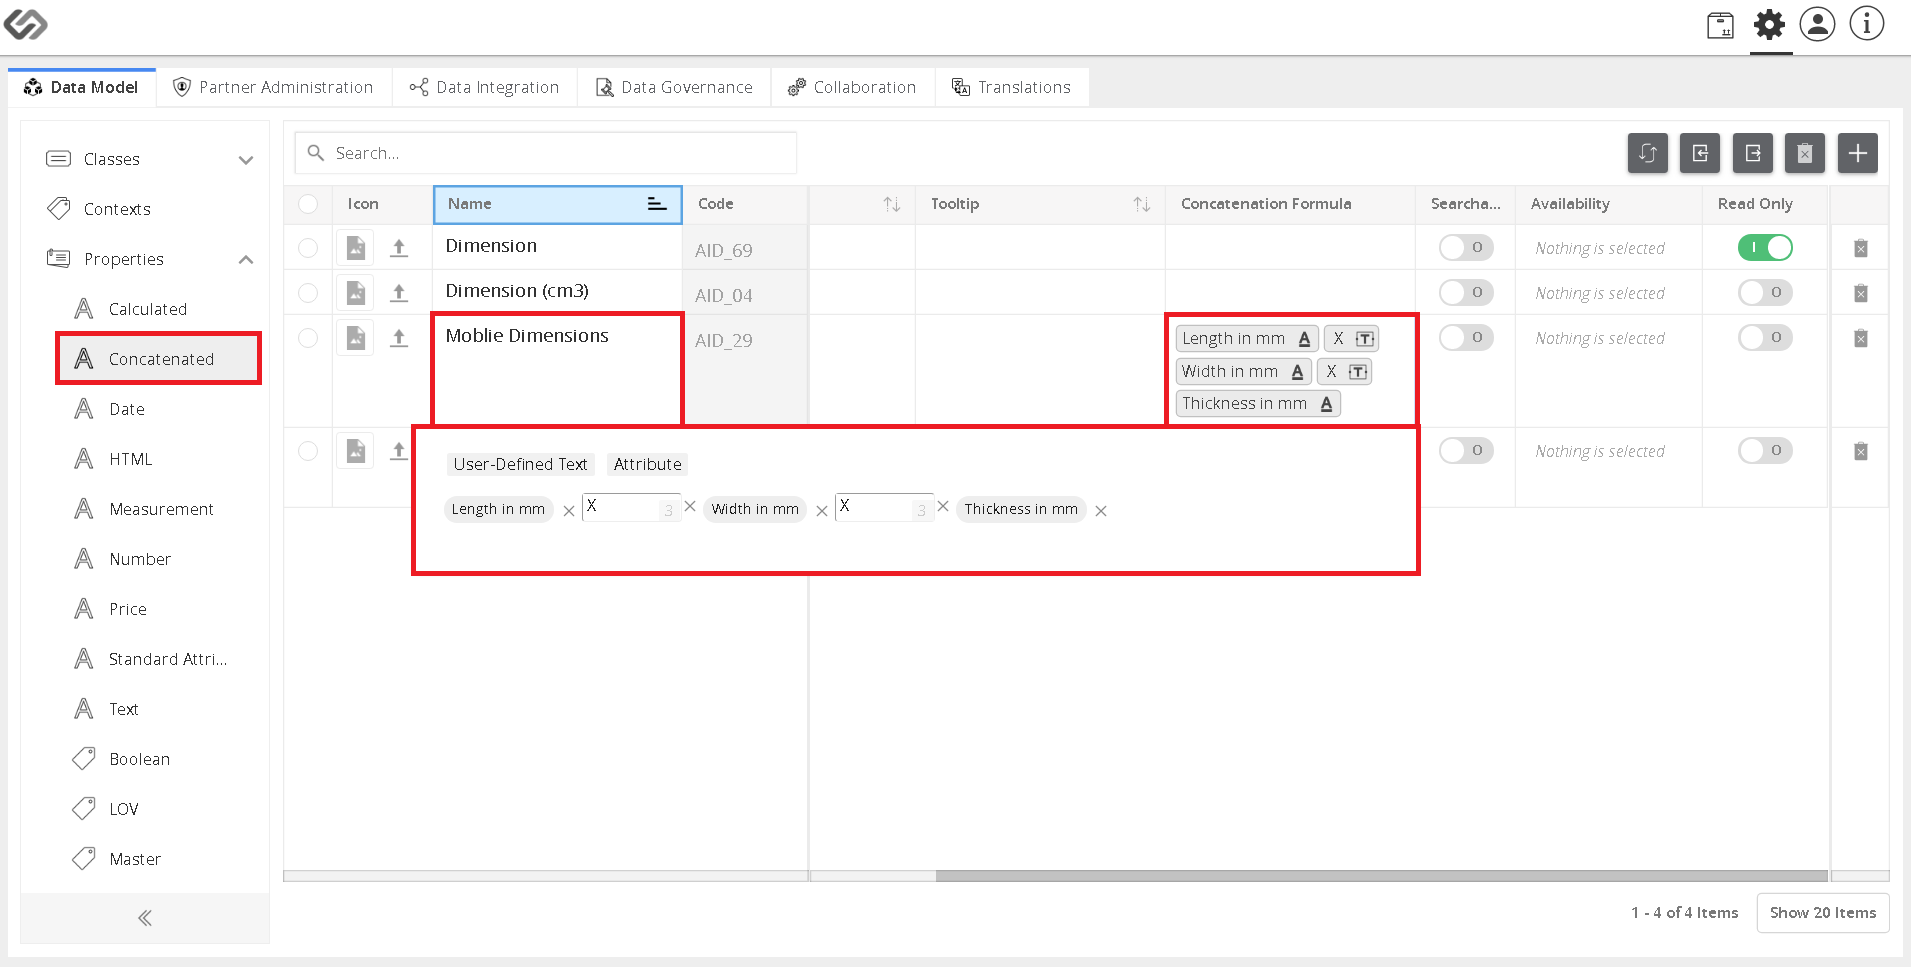 Data Model
Partner Administration
Data Integration
Data Governance
Collaboration
Translations
Classes
Contexts
Properties
Calculated
Concatenated
Date
HTML
Measurement
Number
Price
Standard Attri...
Text
Boolean
LOV
Master
Search...
Icon Name Code Tooltip Concatenation Formula Searcha... Availability Read Only
Dimension AID_69 O Nothing is selected I
Dimension (cm3) AID_04 O Nothing is selected O
Moblie Dimensions AID_29 Length in mm A X T O Nothing is selected O
Width in mm A X T
Thickness in mm A
O Nothing is selected O
User-Defined Text Attribute
Length in mm × X 3 × Width in mm × X 3 × Thickness in mm ×
1 - 4 of 4 Items Show 20 Items